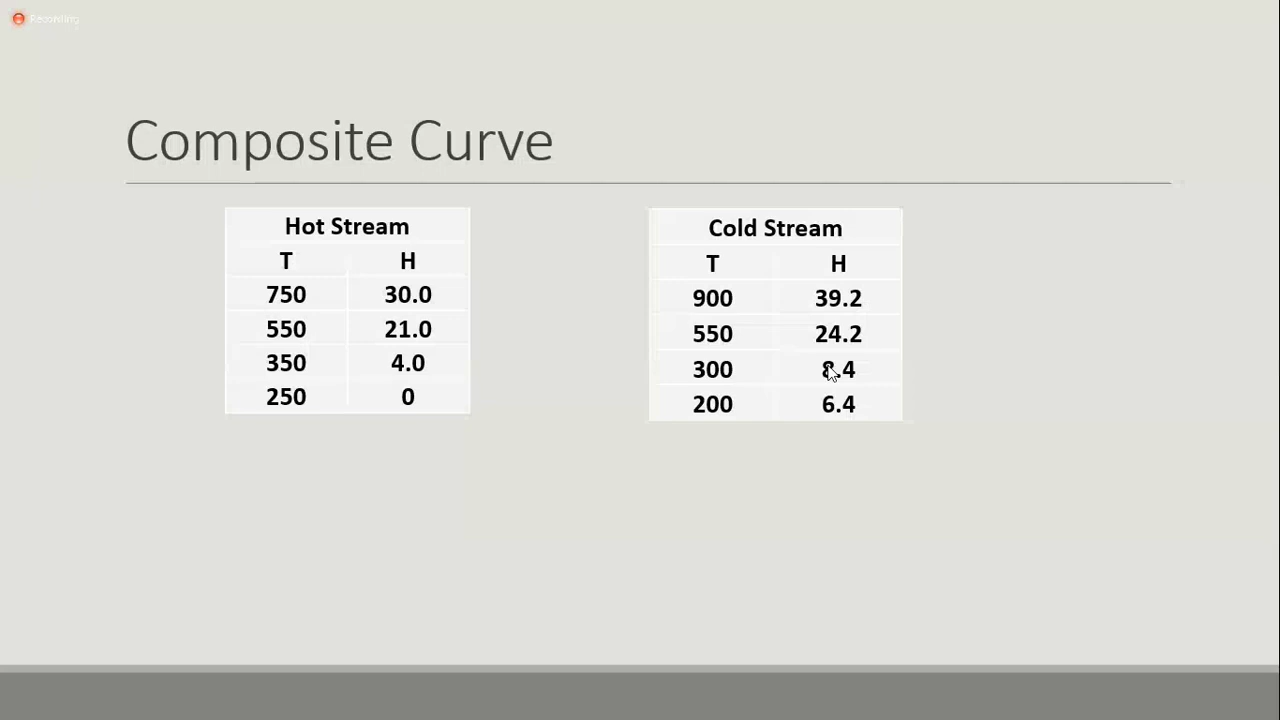 Recording
Composite Curve
Hot Stream
T H
750 30.0
550 21.0
350 4.0
250 0
Cold Stream
T H
900 39.2
550 24.2
300 8.4
200 6.4